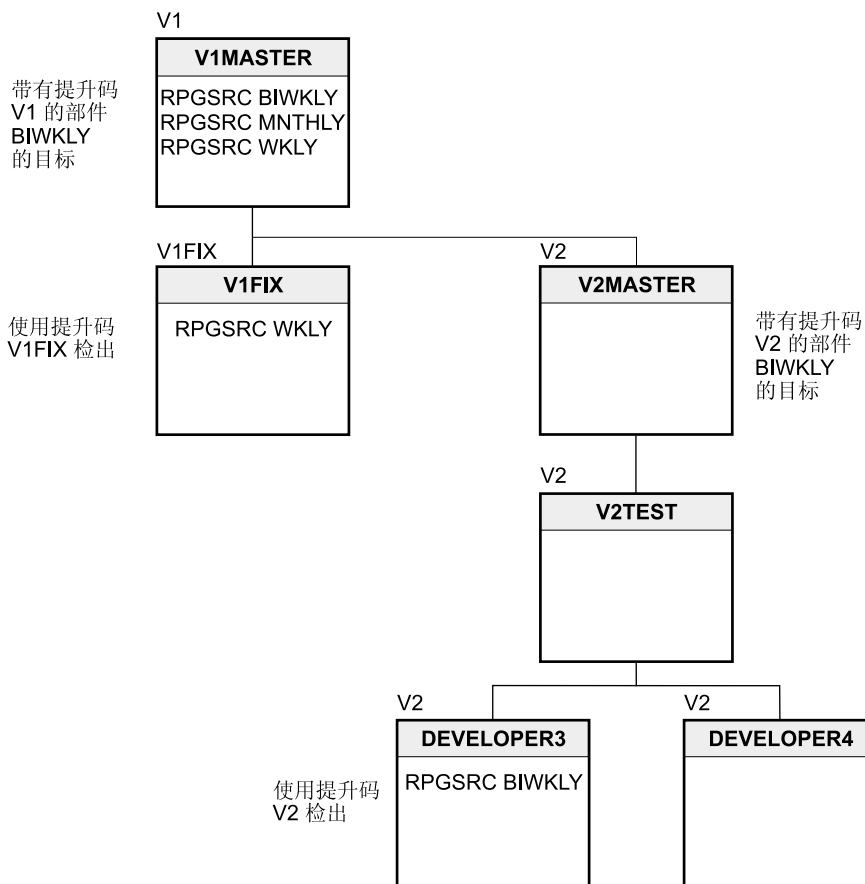 V1
V1MASTER
带有提升码
V1 的部件
BIWKLY
的目标
RPGSRC BIWKLY
RPGSRC MNTHLY
RPGSRC WKLY
V1FIX
V2
V1FIX
V2MASTER
使用提升码
V1FIX 检出
RPGSRC WKLY
带有提升码
V2 的部件
BIWKLY
的目标
V2
V2TEST
V2
V2
DEVELOPER3
DEVELOPER4
使用提升码
V2 检出
RPGSRC BIWKLY